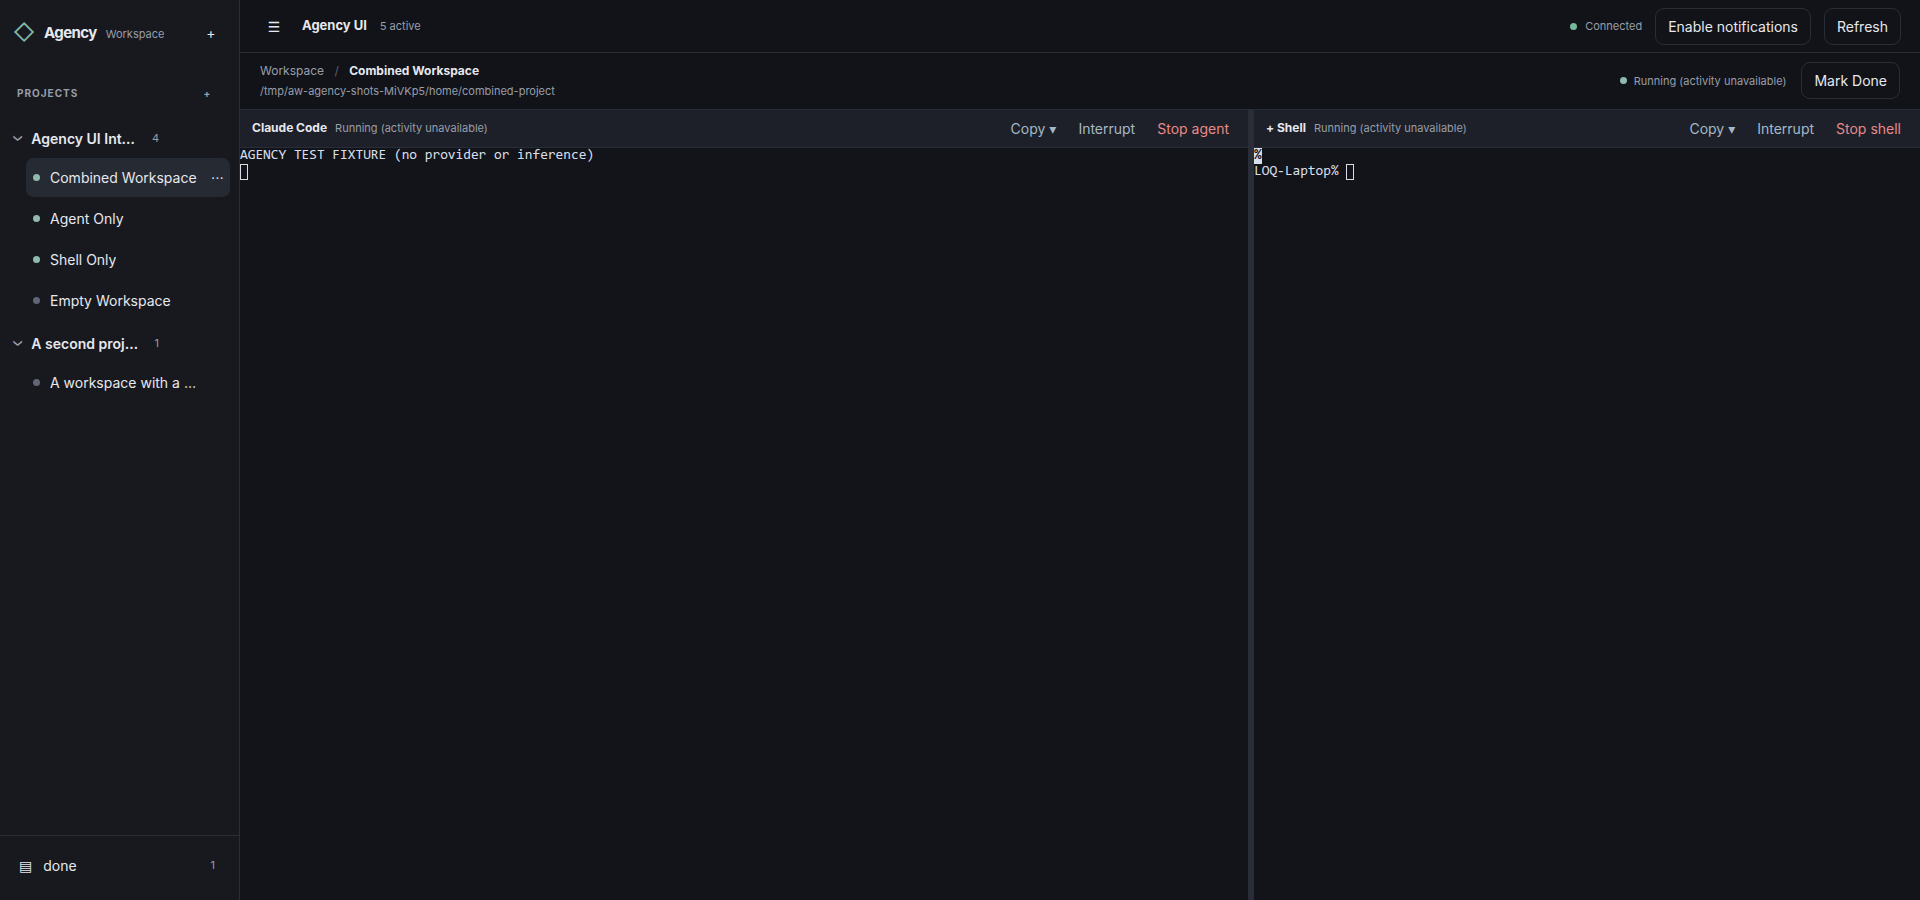 Agency Workspace +
PROJECTS +
Agency UI Int... 4
Combined Workspace ...
Agent Only
Shell Only
Empty Workspace
A second proj... 1
A workspace with a ...
done 1
☰ Agency UI 5 active
Connected Enable notifications Refresh
Workspace / Combined Workspace
/tmp/aw-agency-shots-MiVKp5/home/combined-project
Running (activity unavailable) Mark Done
Claude Code Running (activity unavailable) Copy ▾ Interrupt Stop agent
AGENCY TEST FIXTURE (no provider or inference)
+ Shell Running (activity unavailable) Copy ▾ Interrupt Stop shell
%
LOQ-Laptop%